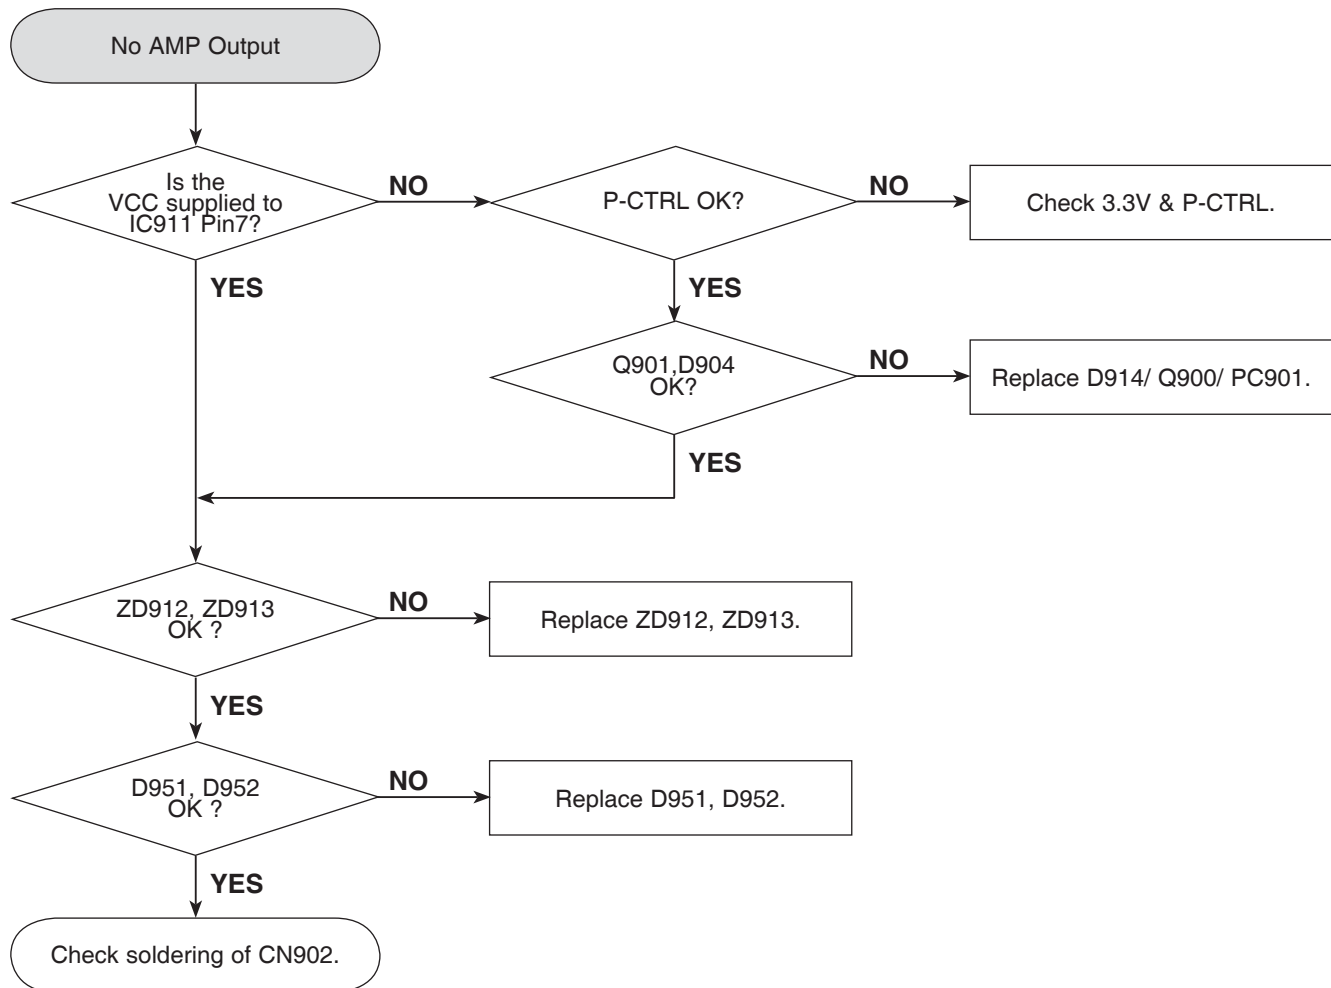 No AMP Output
Is the
VCC supplied to
IC911 Pin7?
NO
P-CTRL OK?
NO
Check 3.3V & P-CTRL.
YES
YES
Q901,D904
OK?
NO
Replace D914/ Q900/ PC901.
YES
ZD912, ZD913
OK ?
NO
Replace ZD912, ZD913.
YES
D951, D952
OK ?
NO
Replace D951, D952.
YES
Check soldering of CN902.